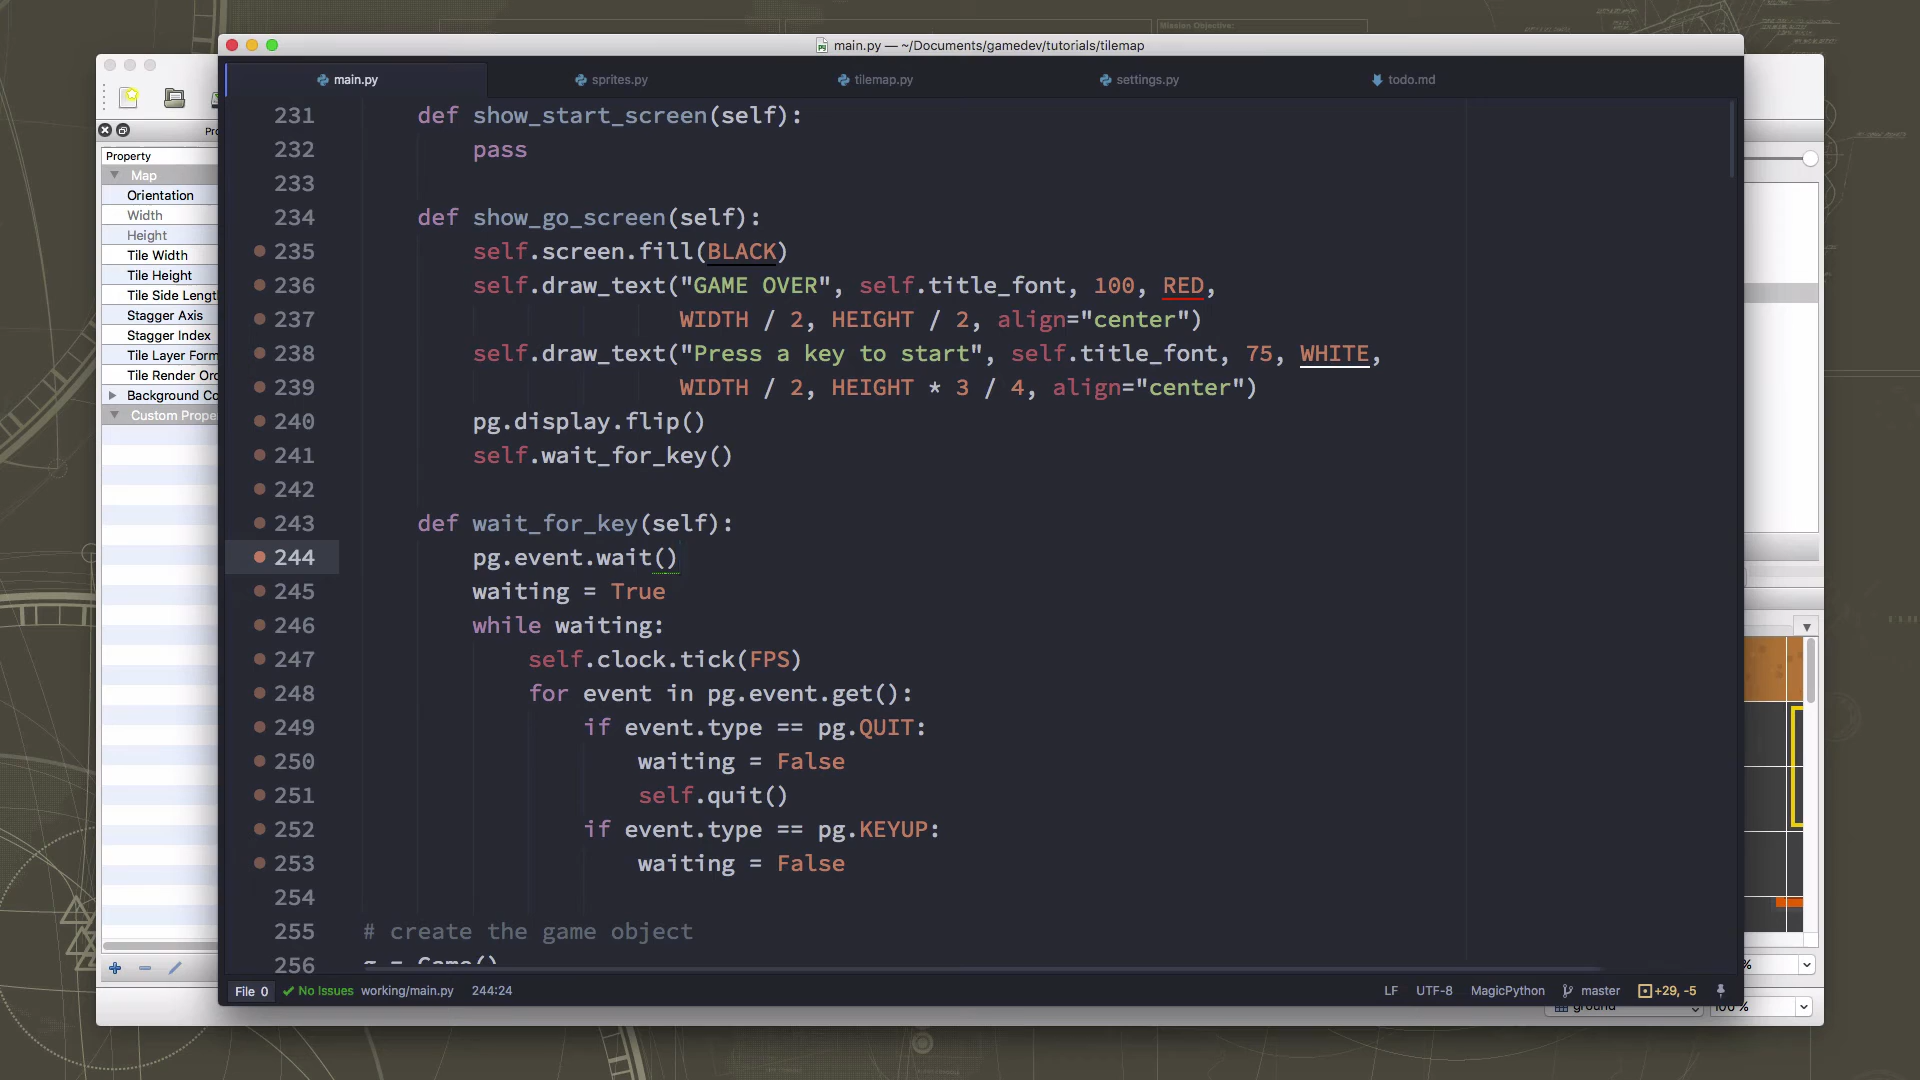 Mission Objective:
main.py — ~/Documents/gamedev/tutorials/tilemap
main.py
sprites.py
tilemap.py
settings.py
todo.md
Property
Map
Orientation
Width
Height
Tile Width
Tile Height
Tile Side Lengt
Stagger Axis
Stagger Index
Tile Layer Form
Tile Render Ord
Background Co
Custom Prope
231 def show_start_screen(self):
232 pass
233
234 def show_go_screen(self):
235 self.screen.fill(BLACK)
236 self.draw_text("GAME OVER", self.title_font, 100, RED,
237 WIDTH / 2, HEIGHT / 2, align="center")
238 self.draw_text("Press a key to start", self.title_font, 75, WHITE,
239 WIDTH / 2, HEIGHT * 3 / 4, align="center")
240 pg.display.flip()
241 self.wait_for_key()
242
243 def wait_for_key(self):
244 pg.event.wait()
245 waiting = True
246 while waiting:
247 self.clock.tick(FPS)
248 for event in pg.event.get():
249 if event.type == pg.QUIT:
250 waiting = False
251 self.quit()
252 if event.type == pg.KEYUP:
253 waiting = False
254
255 # create the game object
256 g = Game()
File 0 No Issues working/main.py 244:24 LF UTF-8 MagicPython master +29, -5
ground 100 %